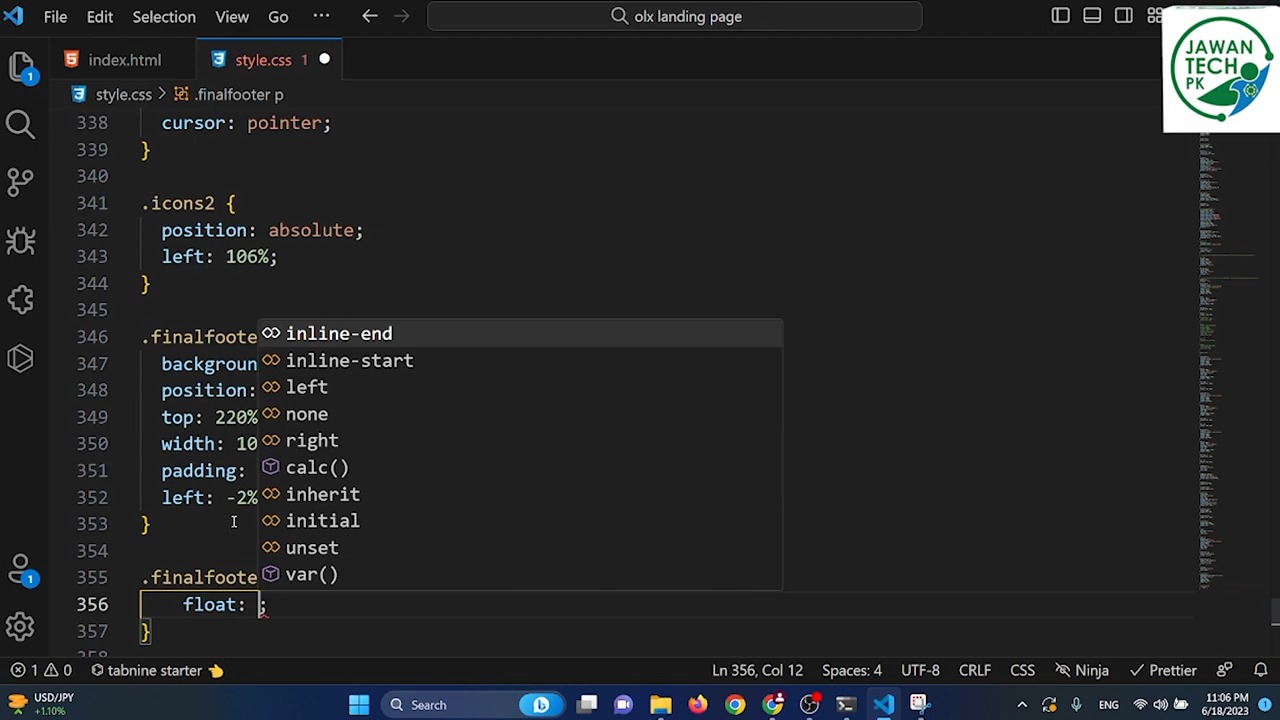 File Edit Selection View Go ···
JAWAN
TECH
PK
index.html
style.css 1
style.css > .finalfooter p
338 cursor: pointer;
339 }
340
341 .icons2 {
342 position: absolute;
343 left: 106%;
344 }
345
346 .finalfoote
347 backgroun
348 position:
349 top: 220%
350 width: 10
351 padding:
352 left: -2%
353 }
354
355 .finalfoote
356 float: ;
357 }
inline-end
inline-start
left
none
right
calc()
inherit
initial
unset
var()
1
1
1 0 tabnine starter Ln 356, Col 12 Spaces: 4 UTF-8 CRLF CSS Ninja Prettier
USD/JPY
+1.10%
Search
ENG
11:06 PM
6/18/2023
1